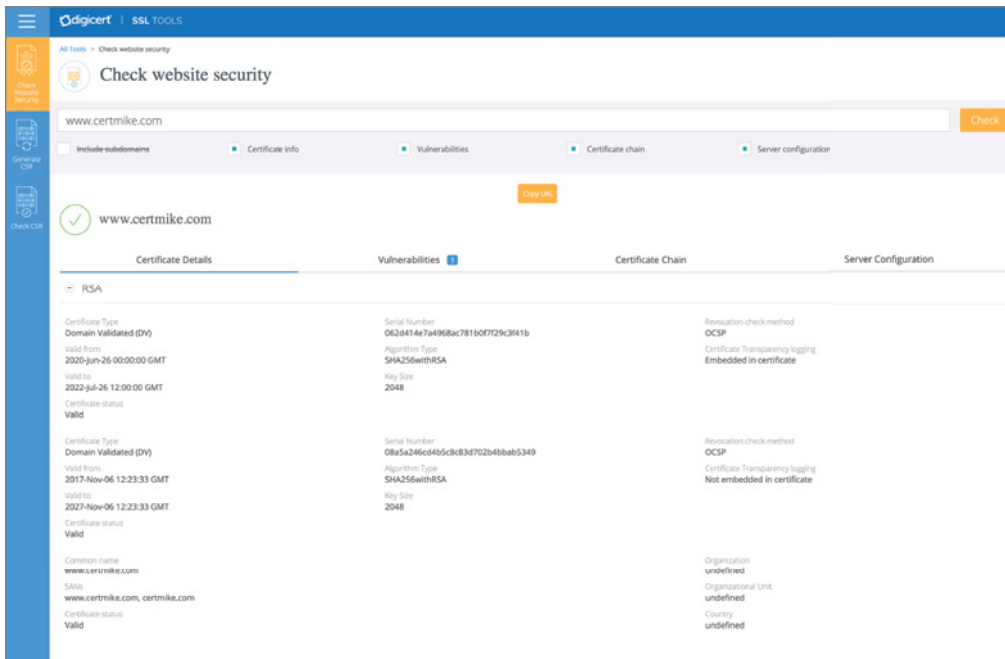 digicert | SSL TOOLS
All Tools > Check website security
Check website security
www.certmike.com
Check
Include subdomains
Certificate info
Vulnerabilities
Certificate chain
Server configuration
Check Website Security
Generate CSR
Check CSR
Copy URL
www.certmike.com
Certificate Details
Vulnerabilities 1
Certificate Chain
Server Configuration
RSA
Certificate Type
Domain Validated (DV)
Valid from
2020-Jun-26 00:00:00 GMT
Valid to
2022-Jul-26 12:00:00 GMT
Certificate status
Valid
Serial Number
062d414e7a4968ac781b0f7f29c3f41b
Algorithm Type
SHA256withRSA
Key Size
2048
Revocation check method
OCSP
Certificate Transparency logging
Embedded in certificate
Certificate Type
Domain Validated (DV)
Valid from
2017-Nov-06 12:23:33 GMT
Valid to
2027-Nov-06 12:23:33 GMT
Certificate status
Valid
Serial Number
08a5a246cd4b5c8c83d702b4bbab5349
Algorithm Type
SHA256withRSA
Key Size
2048
Revocation check method
OCSP
Certificate Transparency logging
Not embedded in certificate
Common name
www.certmike.com
SANs
www.certmike.com, certmike.com
Certificate status
Valid
Organization
undefined
Organizational Unit
undefined
Country
undefined